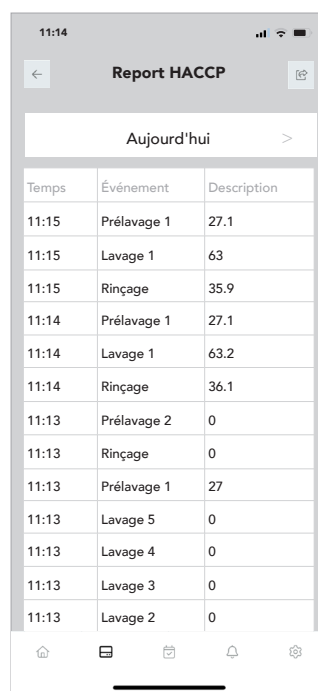 11:14
Report HACCP
Aujourd'hui >
Temps Événement Description
11:15 Prélavage 1 27.1
11:15 Lavage 1 63
11:15 Rinçage 35.9
11:14 Prélavage 1 27.1
11:14 Lavage 1 63.2
11:14 Rinçage 36.1
11:13 Prélavage 2 0
11:13 Rinçage 0
11:13 Prélavage 1 27
11:13 Lavage 5 0
11:13 Lavage 4 0
11:13 Lavage 3 0
11:13 Lavage 2 0